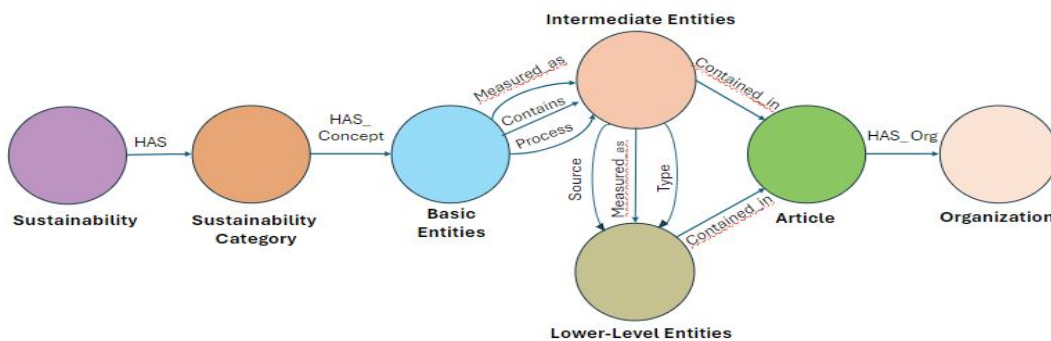 Intermediate Entities
Measured_as
Contains
Process
Contained_in
HAS
HAS_
Concept
HAS_Org
Source
Measured_as
Type
Contained_in
Sustainability
Sustainability
Category
Basic
Entities
Article
Organization
Lower-Level Entities